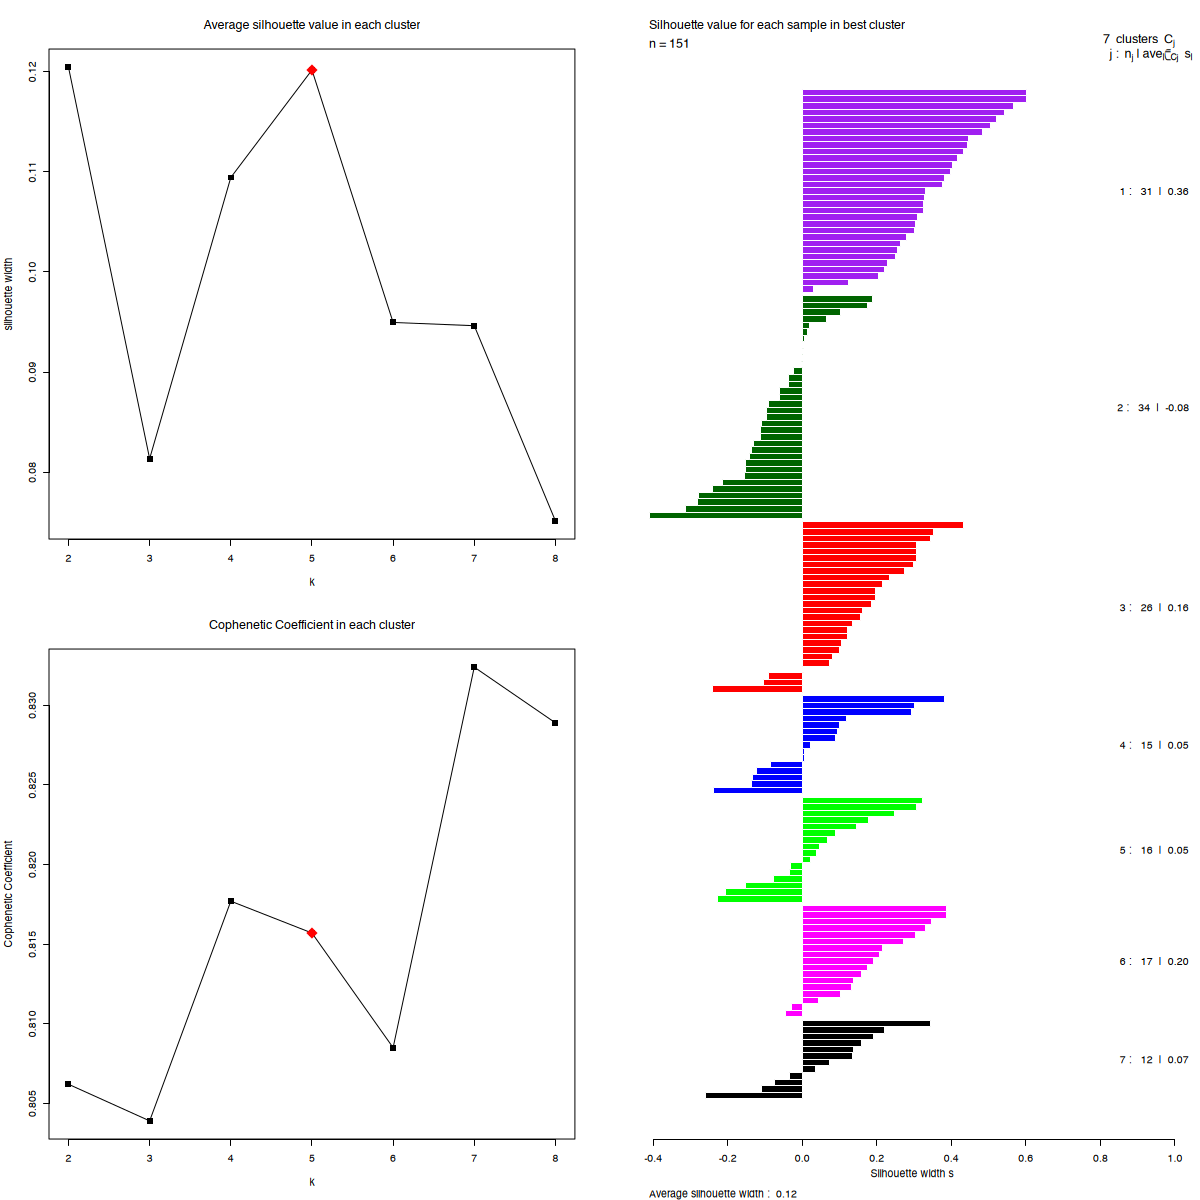 Average silhouette value in each cluster
silhouette width
0.12
0.11
0.10
0.09
0.08
2 3 4 5 6 7 8
k
Cophenetic Coefficient in each cluster
Cophenetic Coefficient
0.830
0.825
0.820
0.815
0.810
0.805
2 3 4 5 6 7 8
k
Silhouette value for each sample in best cluster
n = 151
7 clusters Cj
j : nj | avei∈Cj si
1 : 31 | 0.36
2 : 34 | -0.08
3 : 26 | 0.16
4 : 15 | 0.05
5 : 16 | 0.05
6 : 17 | 0.20
7 : 12 | 0.07
-0.4 -0.2 0.0 0.2 0.4 0.6 0.8 1.0
Silhouette width s
Average silhouette width : 0.12